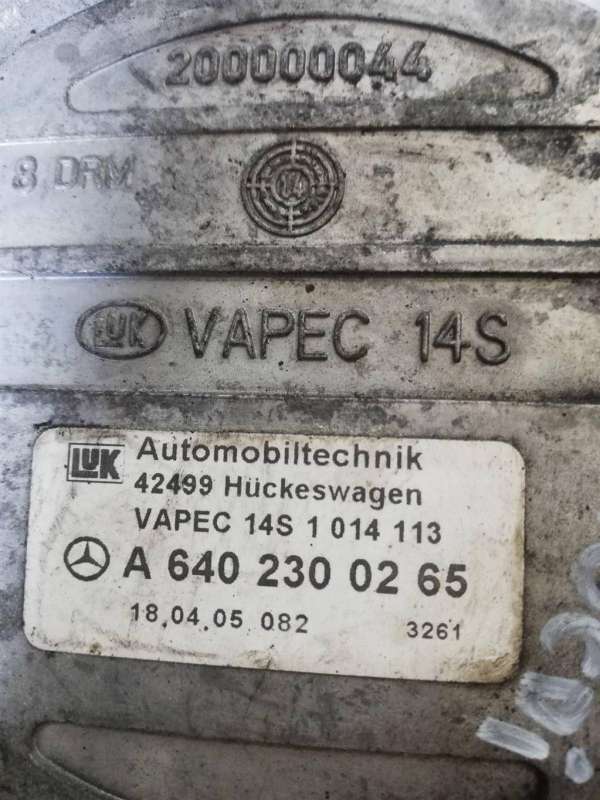 200000044
8 DRM
14
LUK VAPEC 14S
LUK Automobiltechnik
42499 Hückeswagen
VAPEC 14S 1 014 113
A 640 230 02 65
18.04.05 082 3261